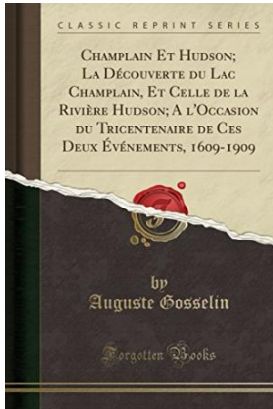 CLASSIC REPRINT SERIES
CHAMPLAIN ET HUDSON;
LA DÉCOUVERTE DU LAC
CHAMPLAIN, ET CELLE DE LA
RIVIÈRE HUDSON; A L'OCCASION
DU TRICENTENAIRE DE CES
DEUX ÉVÉNEMENTS, 1609-1909
by
Auguste Gosselin
Forgotten Books